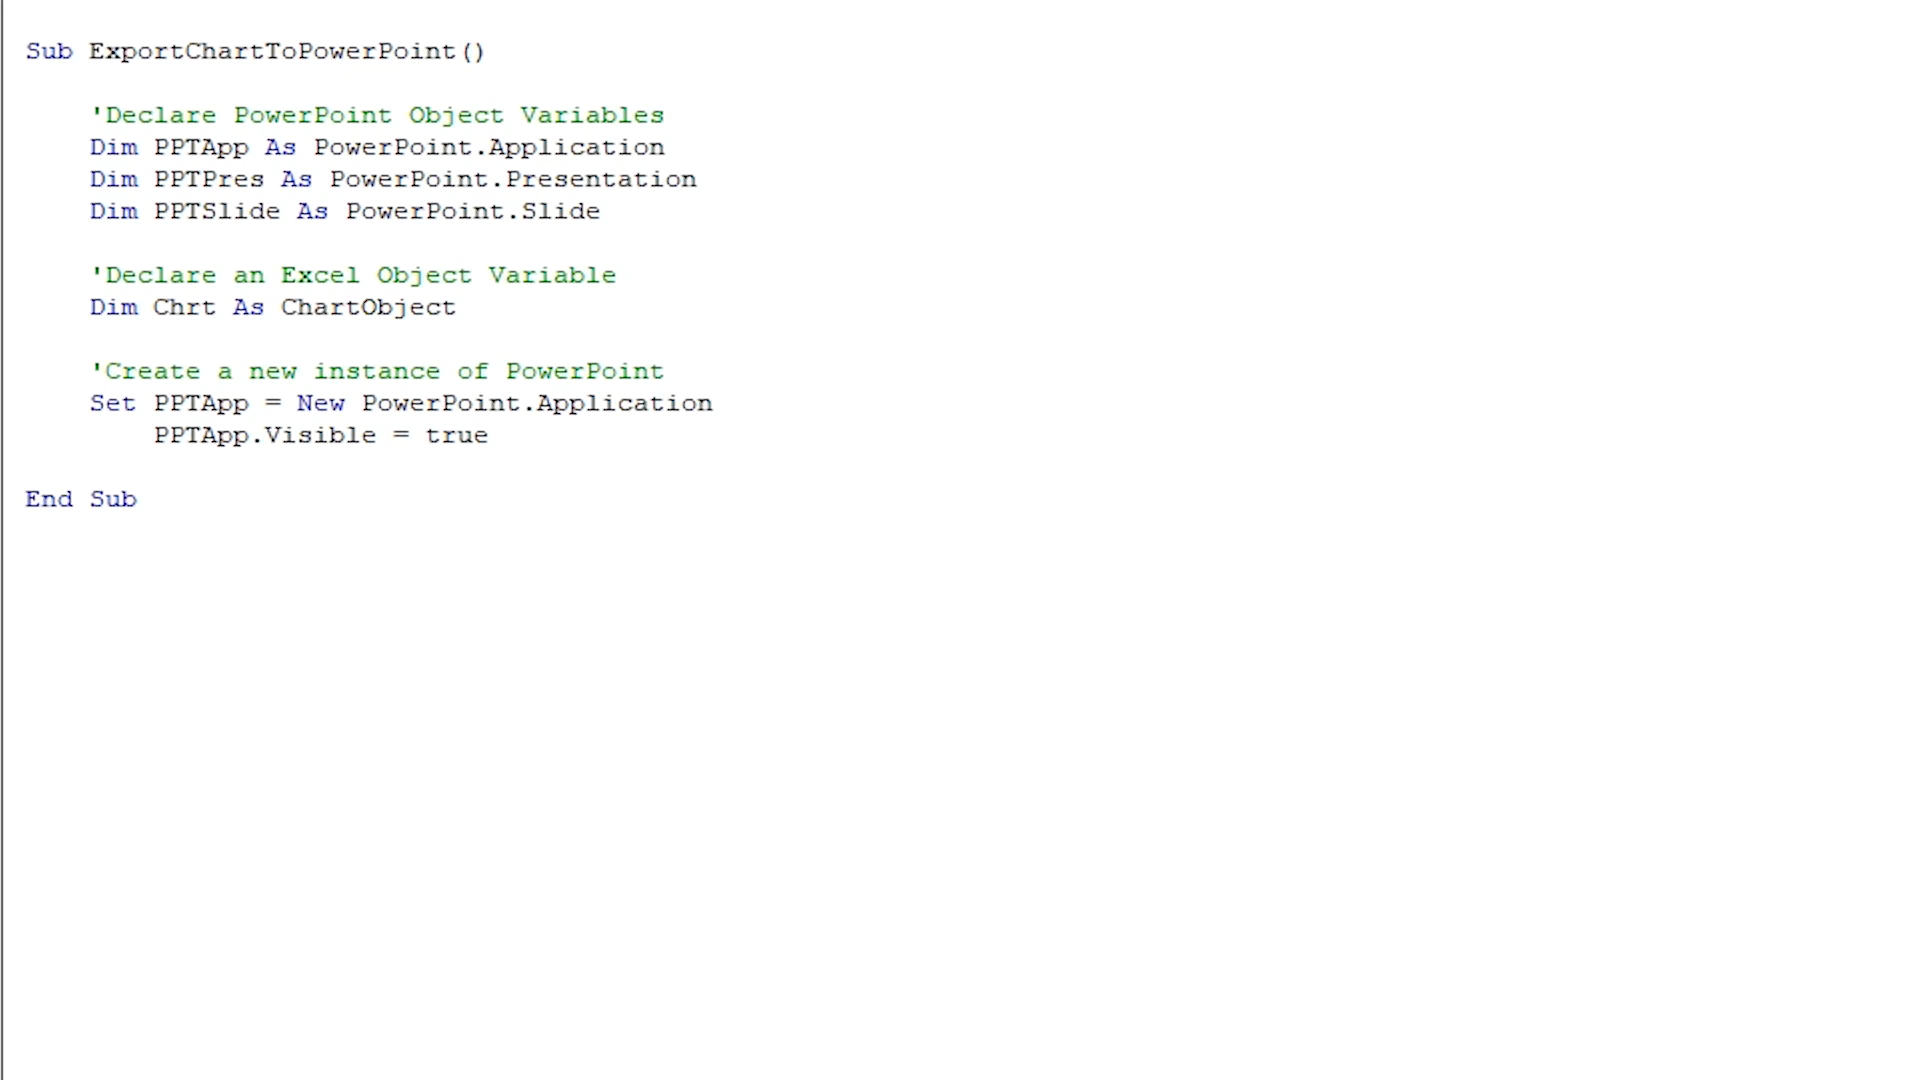 Sub ExportChartToPowerPoint()
'Declare PowerPoint Object Variables
Dim PPTApp As PowerPoint.Application
Dim PPTPres As PowerPoint.Presentation
Dim PPTSlide As PowerPoint.Slide
'Declare an Excel Object Variable
Dim Chrt As ChartObject
'Create a new instance of PowerPoint
Set PPTApp = New PowerPoint.Application
PPTApp.Visible = true
End Sub